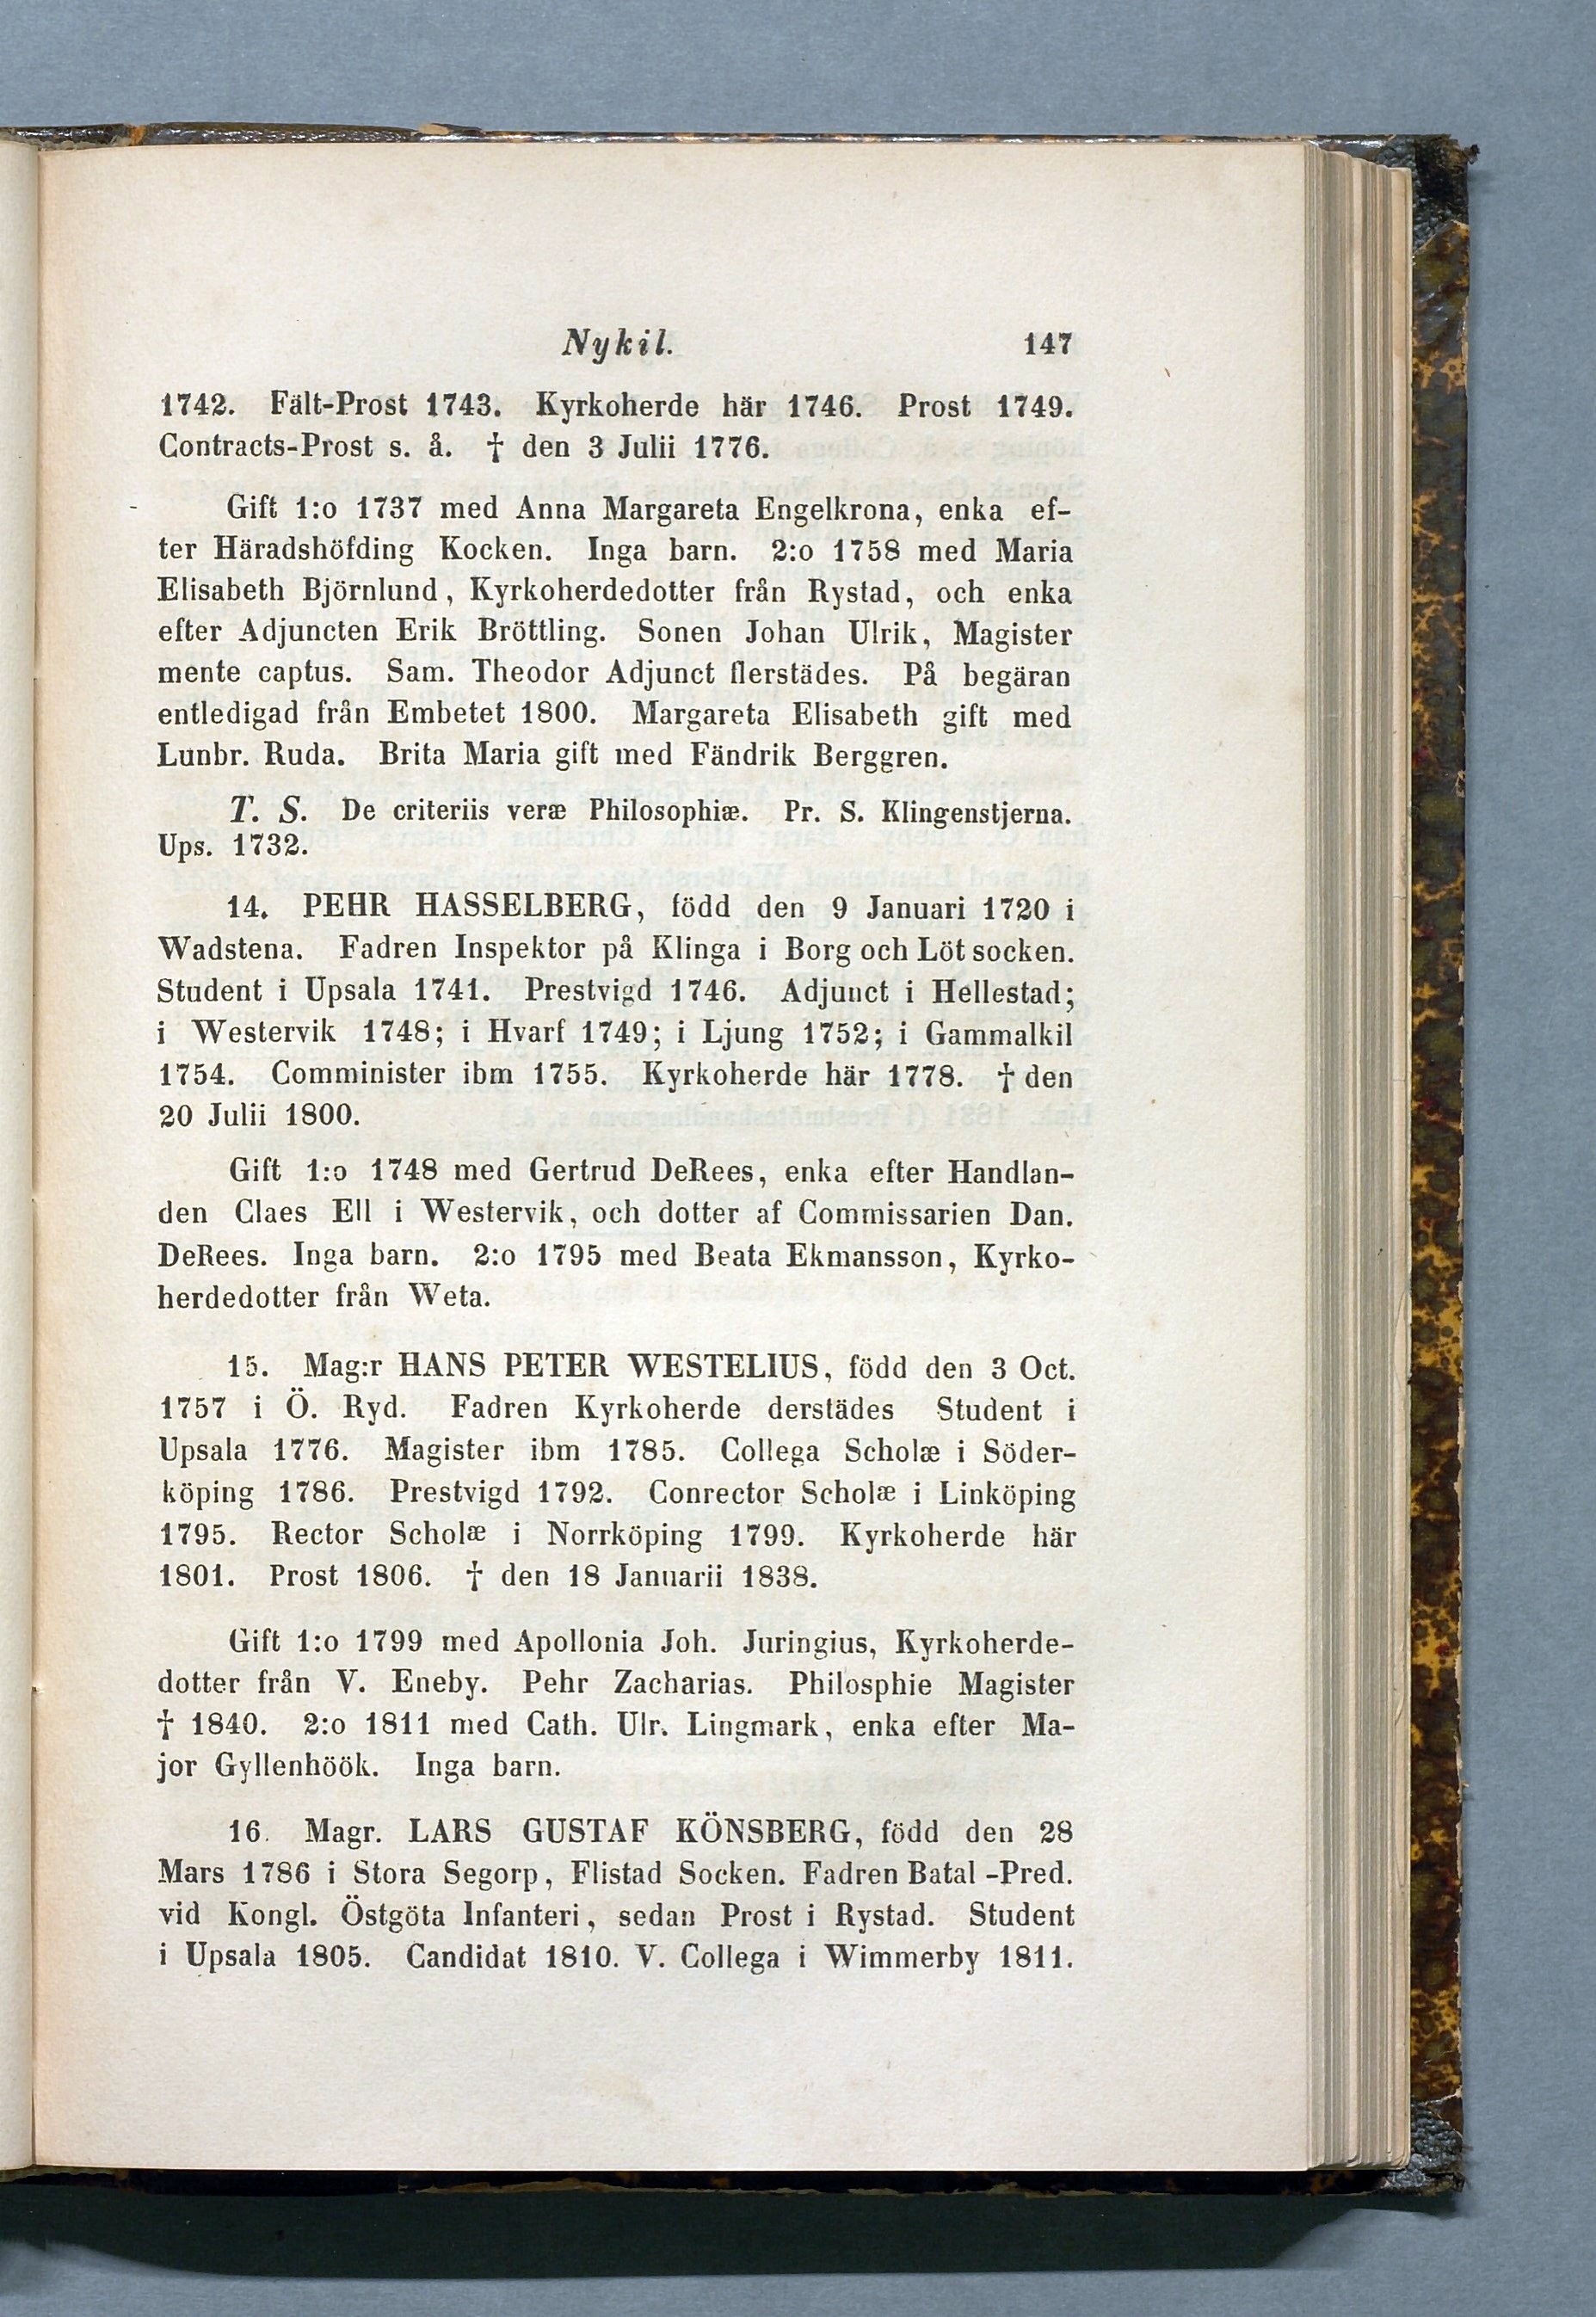 Nykil. 147
1742. Fält-Prost 1743. Kyrkoherde här 1746. Prost 1749.
Contracts-Prost s. å. † den 3 Julii 1776.
Gift 1:o 1737 med Anna Margareta Engelkrona, enka ef-
ter Häradshöfding Kocken. Inga barn. 2:o 1758 med Maria
Elisabeth Björnlund, Kyrkoherdedotter från Rystad, och enka
efter Adjuncten Erik Bröttling. Sonen Johan Ulrik, Magister
mente captus. Sam. Theodor Adjunct flerstädes. På begäran
entledigad från Embetet 1800. Margareta Elisabeth gift med
Lunbr. Ruda. Brita Maria gift med Fändrik Berggren.
T. S. De criteriis veræ Philosophiæ. Pr. S. Klingenstjerna.
Ups. 1732.
14. PEHR HASSELBERG, född den 9 Januari 1720 i
Wadstena. Fadren Inspektor på Klinga i Borg och Löt socken.
Student i Upsala 1741. Prestvigd 1746. Adjunct i Hellestad;
i Westervik 1748; i Hvarf 1749; i Ljung 1752; i Gammalkil
1754. Comminister ibm 1755. Kyrkoherde här 1778. † den
20 Julii 1800.
Gift 1:o 1748 med Gertrud DeRees, enka efter Handlan-
den Claes Ell i Westervik, och dotter af Commissarien Dan.
DeRees. Inga barn. 2:o 1795 med Beata Ekmansson, Kyrko-
herdedotter från Weta.
15. Mag:r HANS PETER WESTELIUS, född den 3 Oct.
1757 i Ö. Ryd. Fadren Kyrkoherde derstädes Student i
Upsala 1776. Magister ibm 1785. Collega Scholæ i Söder-
köping 1786. Prestvigd 1792. Conrector Scholæ i Linköping
1795. Rector Scholæ i Norrköping 1799. Kyrkoherde här
1801. Prost 1806. † den 18 Januarii 1838.
Gift 1:o 1799 med Apollonia Joh. Juringius, Kyrkoherde-
dotter från V. Eneby. Pehr Zacharias. Philosphie Magister
† 1840. 2:o 1811 med Cath. Ulr. Lingmark, enka efter Ma-
jor Gyllenhöök. Inga barn.
16. Magr. LARS GUSTAF KÖNSBERG, född den 28
Mars 1786 i Stora Segorp, Flistad Socken. Fadren Batal-Pred.
vid Kongl. Östgöta Infanteri, sedan Prost i Rystad. Student
i Upsala 1805. Candidat 1810. V. Collega i Wimmerby 1811.